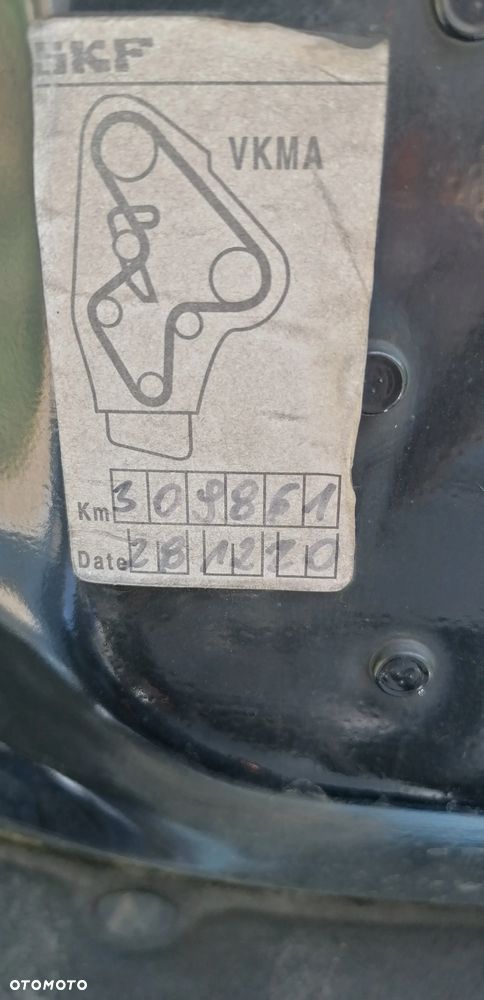 SKF
VKMA
Km 309861
Date 28 12 20
OTOMOTO